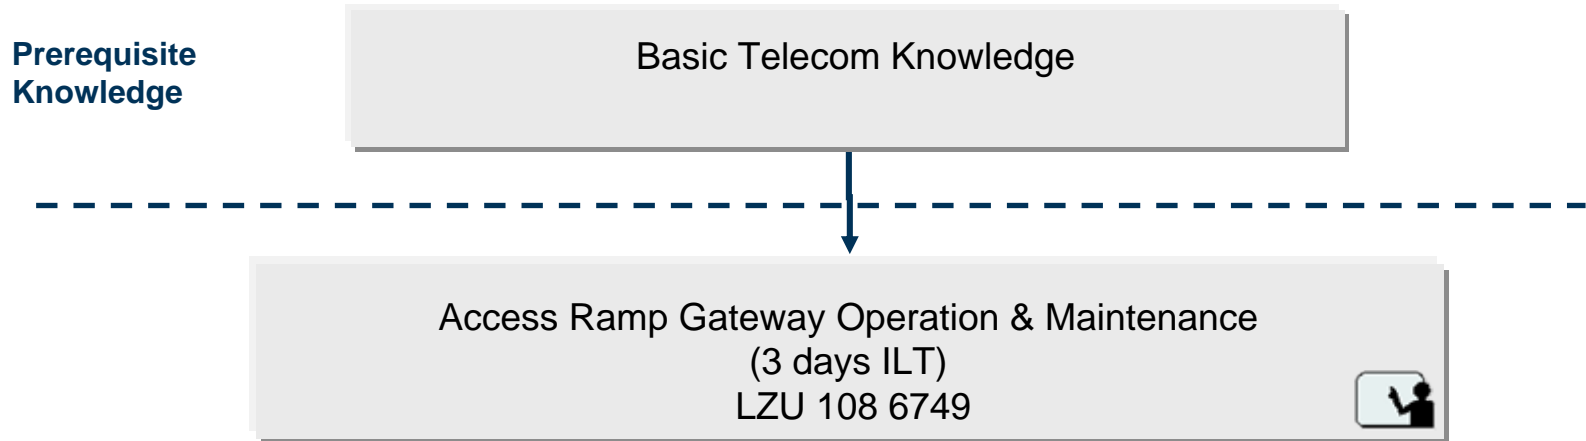 Prerequisite
Knowledge
Basic Telecom Knowledge
Access Ramp Gateway Operation & Maintenance
(3 days ILT)
LZU 108 6749